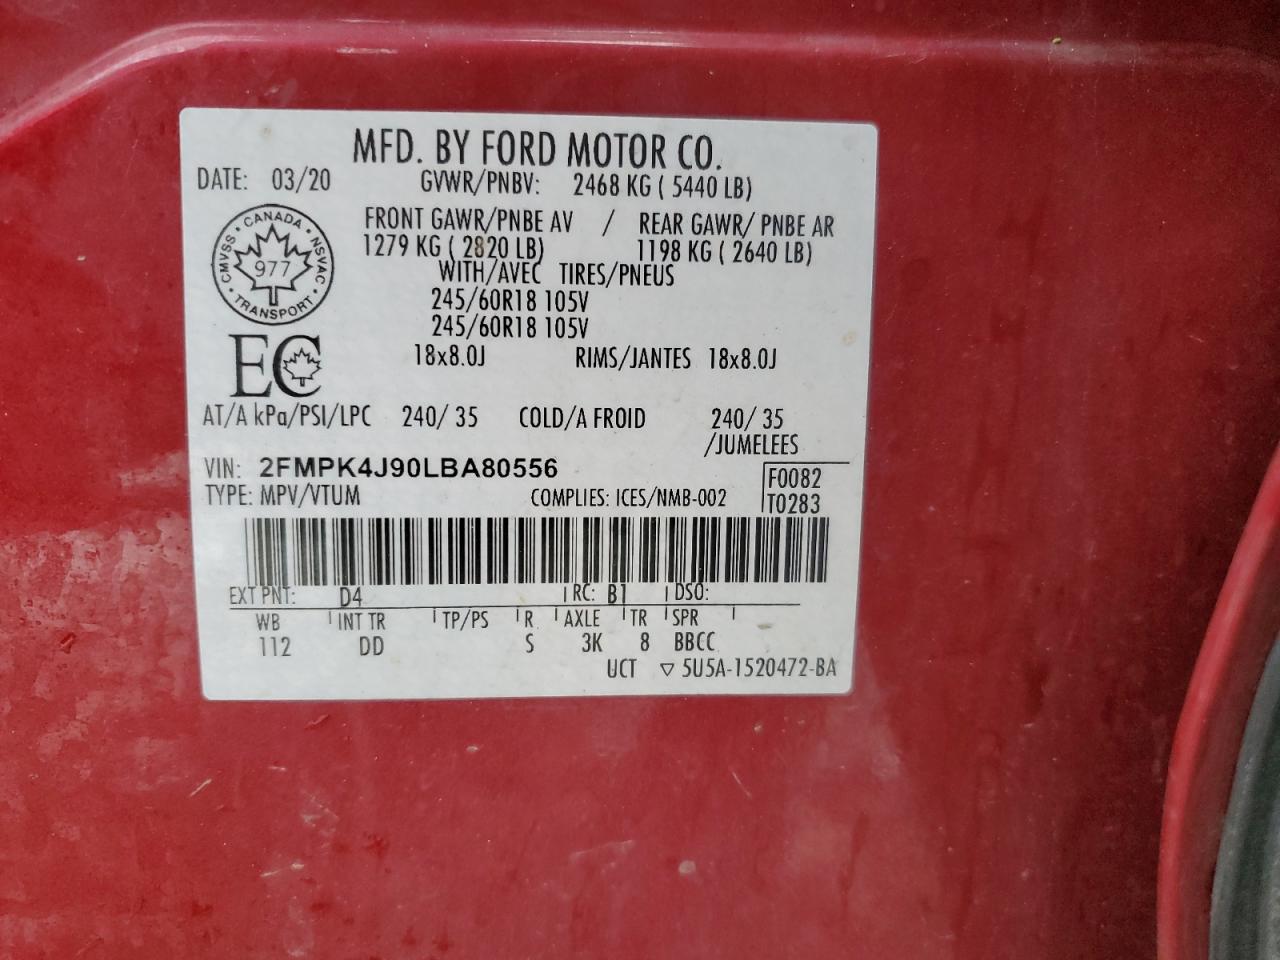 MFD. BY FORD MOTOR CO.
DATE: 03/20 GVWR/PNBV: 2468 KG ( 5440 LB)
FRONT GAWR/PNBE AV / REAR GAWR/ PNBE AR
1279 KG ( 2820 LB) 1198 KG ( 2640 LB)
WITH/AVEC TIRES/PNEUS
245/60R18 105V
245/60R18 105V
CANADA · NSVAC · TRANSPORT · CMVSS
977
EC
18x8.0J RIMS/JANTES 18x8.0J
AT/A kPa/PSI/LPC 240/ 35 COLD/A FROID 240/ 35
/JUMELEES
VIN: 2FMPK4J90LBA80556
F0082
TYPE: MPV/VTUM COMPLIES: ICES/NMB-002
T0283
EXT PNT: D4 RC: B1 DSO:
WB INT TR TP/PS R AXLE TR SPR
112 DD S 3K 8 BBCC
UCT ▽ 5U5A-1520472-BA